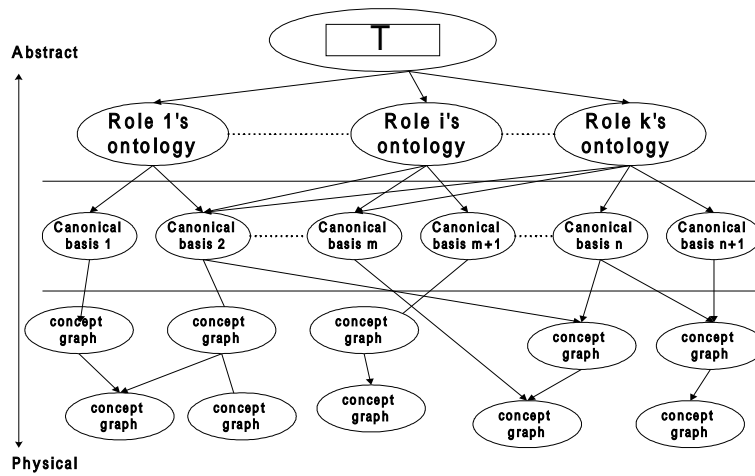 T
Abstract
Role 1's
ontology
Role i's
ontology
Role k's
ontology
Canonical
basis 1
Canonical
basis 2
Canonical
basis m
Canonical
basis m+1
Canonical
basis n
Canonical
basis n+1
concept
graph
concept
graph
concept
graph
concept
graph
concept
graph
concept
graph
concept
graph
concept
graph
concept
graph
concept
graph
Physical